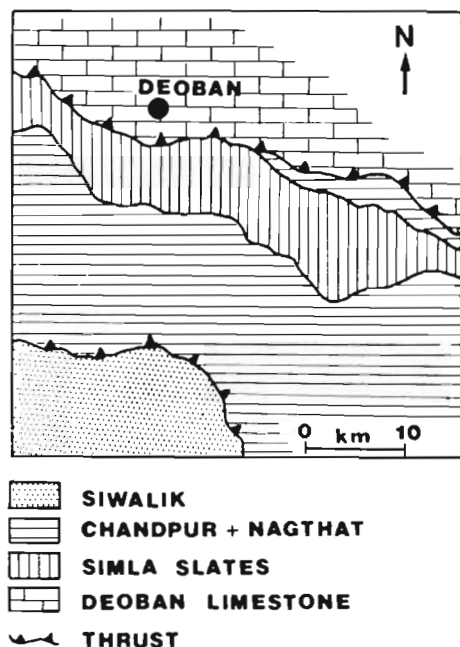 N
DEOBAN
0 km 10
SIWALIK
CHANDPUR + NAGTHAT
SIMLA SLATES
DEOBAN LIMESTONE
THRUST